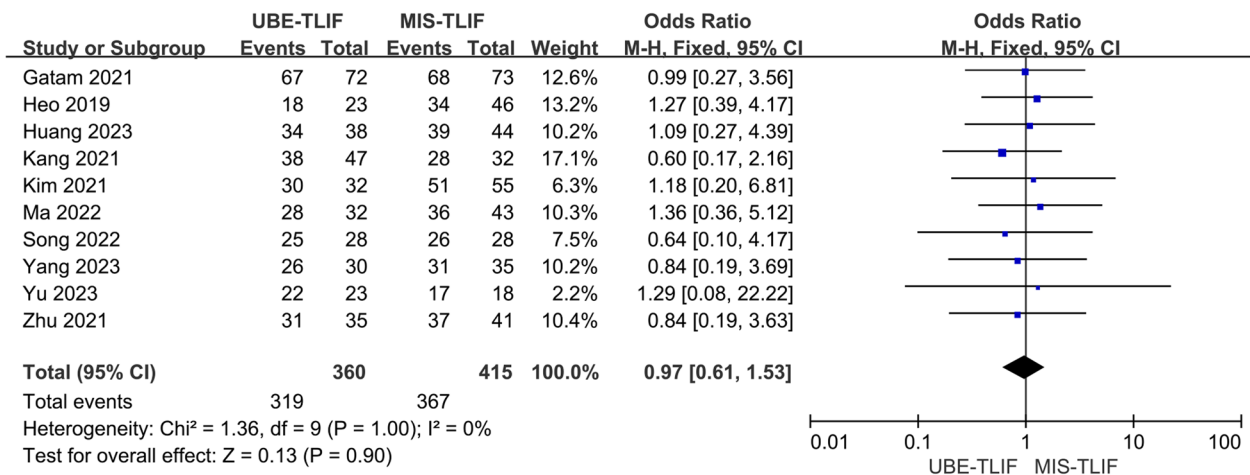 UBE-TLIF MIS-TLIF Odds Ratio Odds Ratio
Study or Subgroup Events Total Events Total Weight M-H, Fixed, 95% CI M-H, Fixed, 95% CI
Gatam 2021 67 72 68 73 12.6% 0.99 [0.27, 3.56]
Heo 2019 18 23 34 46 13.2% 1.27 [0.39, 4.17]
Huang 2023 34 38 39 44 10.2% 1.09 [0.27, 4.39]
Kang 2021 38 47 28 32 17.1% 0.60 [0.17, 2.16]
Kim 2021 30 32 51 55 6.3% 1.18 [0.20, 6.81]
Ma 2022 28 32 36 43 10.3% 1.36 [0.36, 5.12]
Song 2022 25 28 26 28 7.5% 0.64 [0.10, 4.17]
Yang 2023 26 30 31 35 10.2% 0.84 [0.19, 3.69]
Yu 2023 22 23 17 18 2.2% 1.29 [0.08, 22.22]
Zhu 2021 31 35 37 41 10.4% 0.84 [0.19, 3.63]
Total (95% CI) 360 415 100.0% 0.97 [0.61, 1.53]
Total events 319 367
Heterogeneity: Chi² = 1.36, df = 9 (P = 1.00); I² = 0%
Test for overall effect: Z = 0.13 (P = 0.90)
0.01 0.1 1 10 100
UBE-TLIF MIS-TLIF